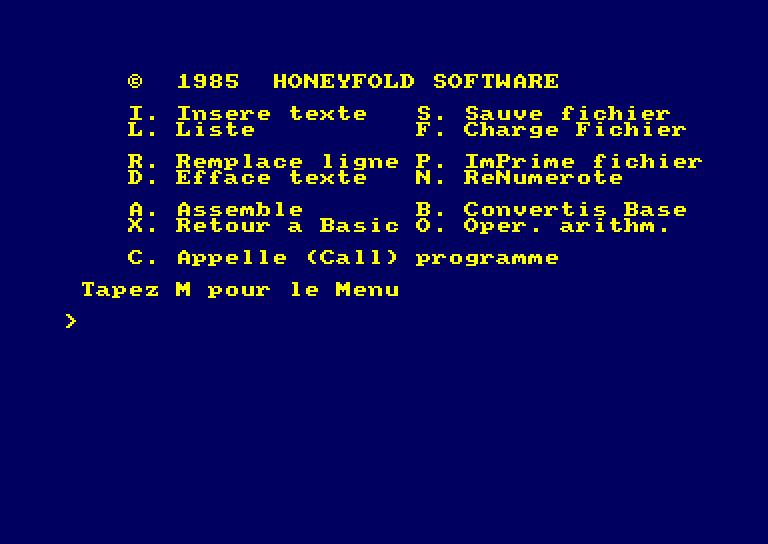 © 1985 HONEYFOLD SOFTWARE
I. Insere texte S. Sauve fichier
L. Liste F. Charge Fichier
R. Remplace ligne P. ImPrime fichier
D. Efface texte N. ReNumerote
A. Assemble B. Convertis Base
X. Retour a Basic O. Oper. arithm.
C. Appelle (Call) programme
Tapez M pour le Menu
>